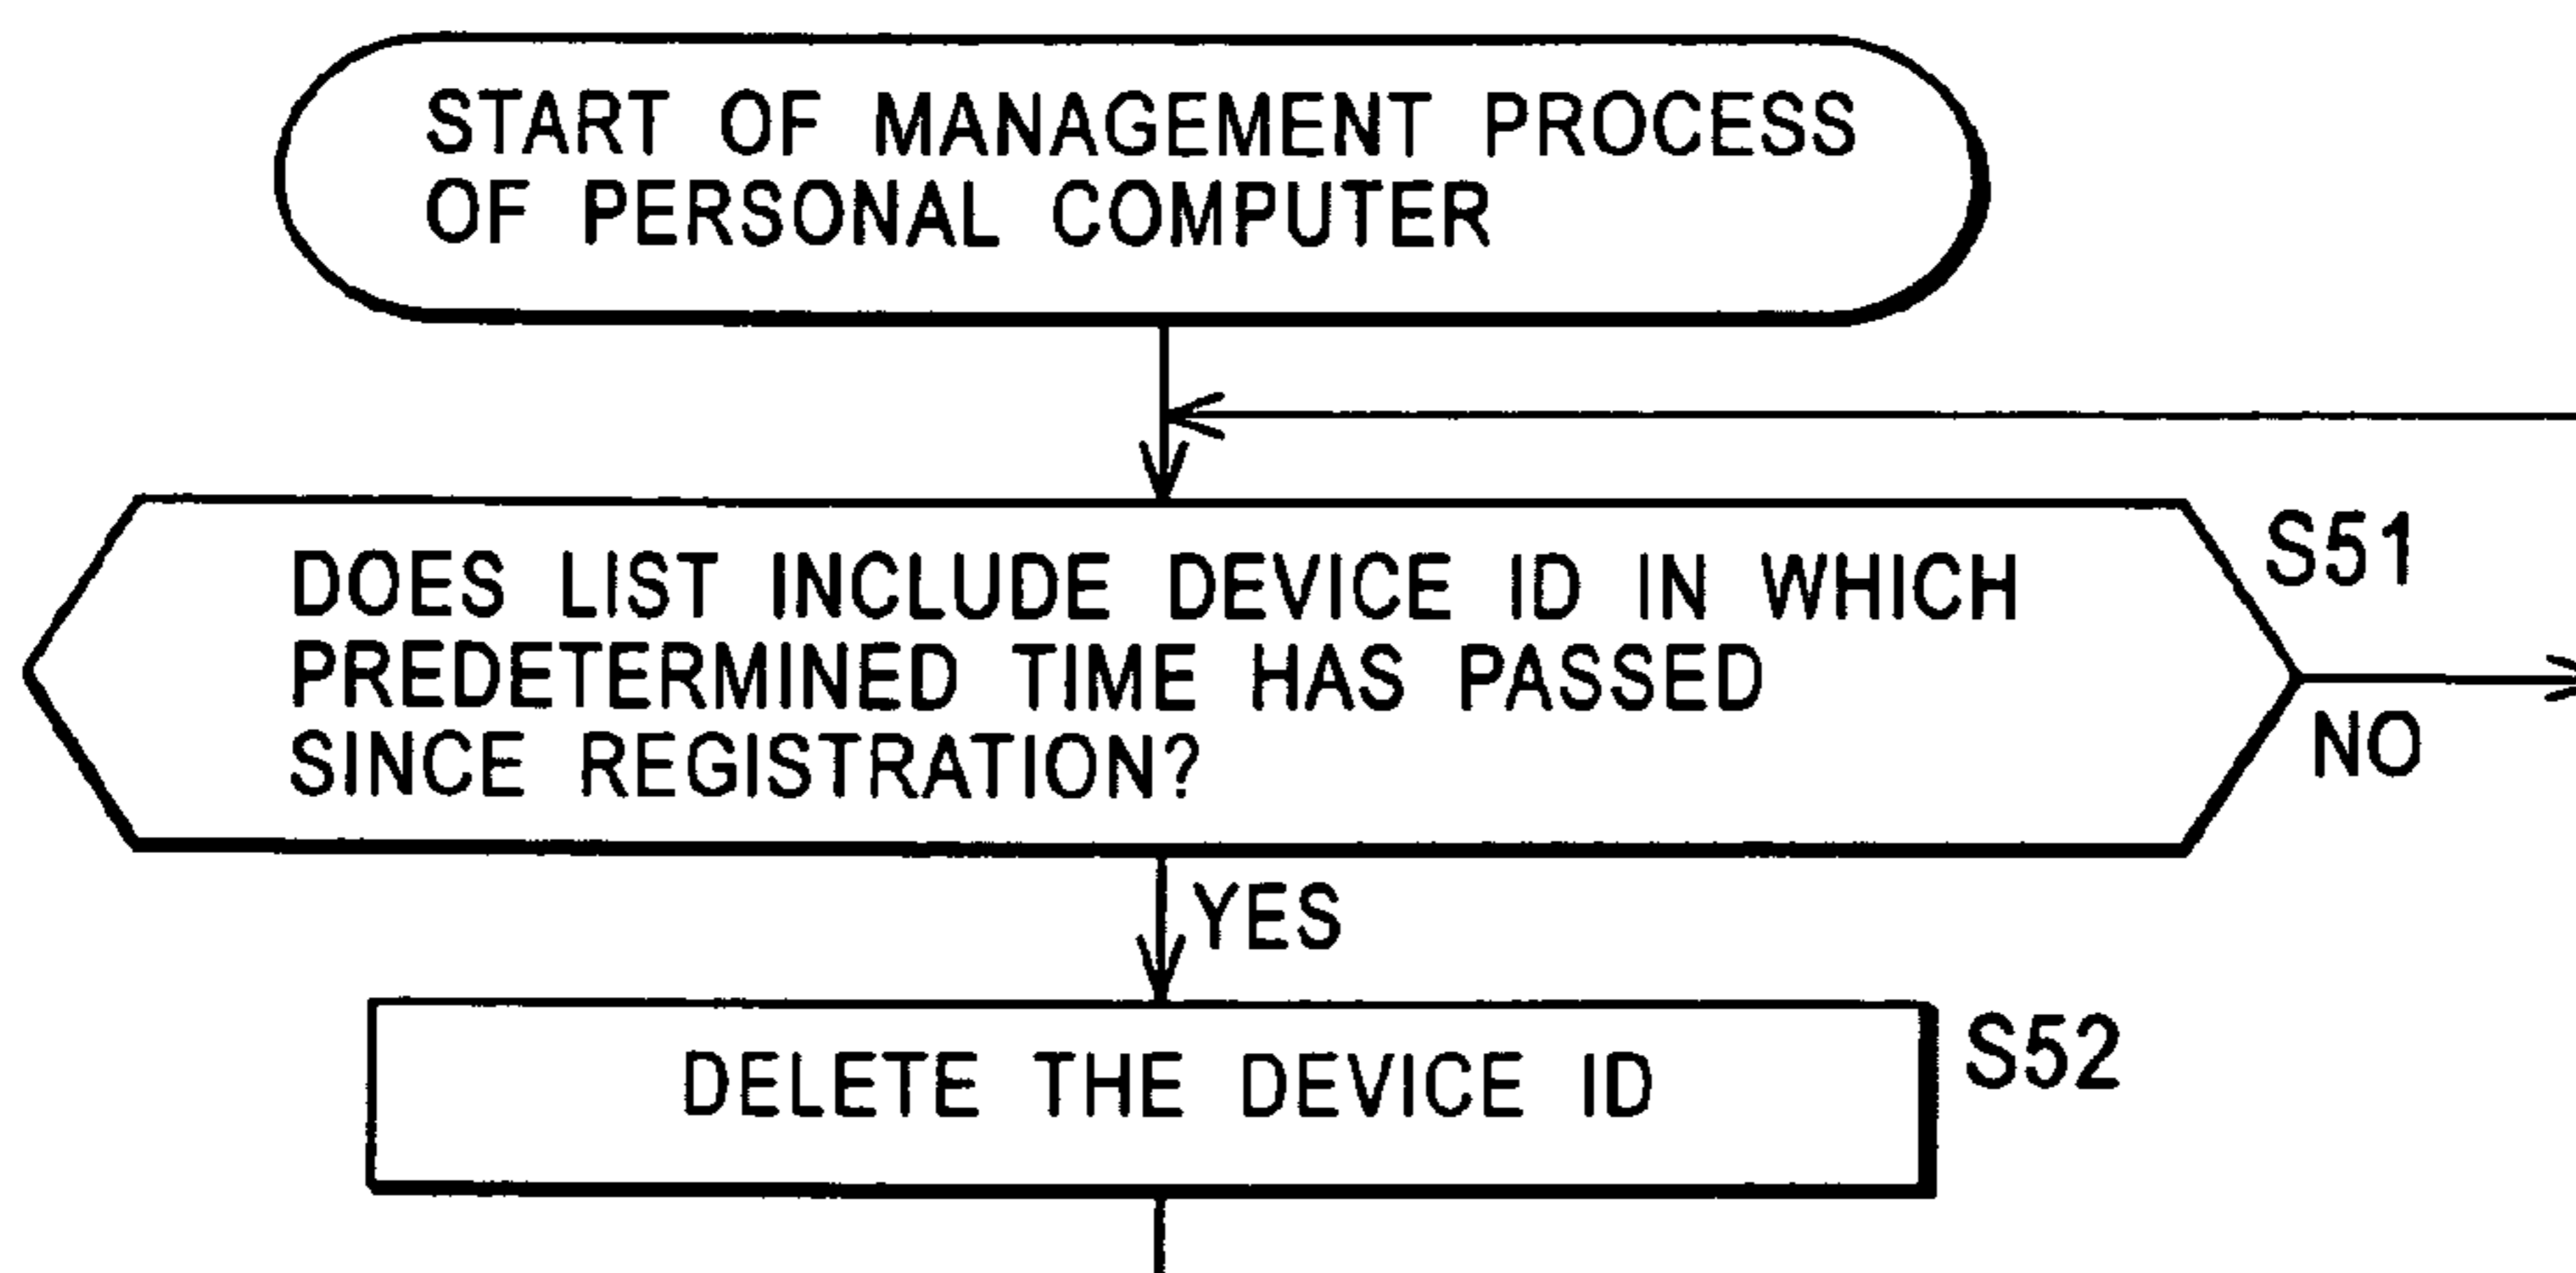 START OF MANAGEMENT PROCESS
OF PERSONAL COMPUTER
DOES LIST INCLUDE DEVICE ID IN WHICH
PREDETERMINED TIME HAS PASSED
SINCE REGISTRATION?
S51
NO
YES
DELETE THE DEVICE ID
S52